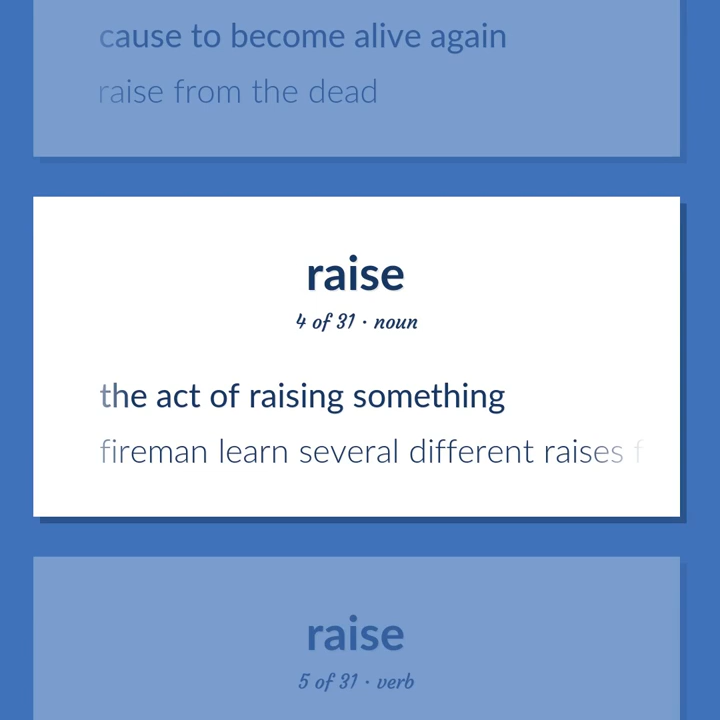 cause to become alive again
raise from the dead
raise
4 of 31 · noun
the act of raising something
fireman learn several different raises f
raise
5 of 31 · verb